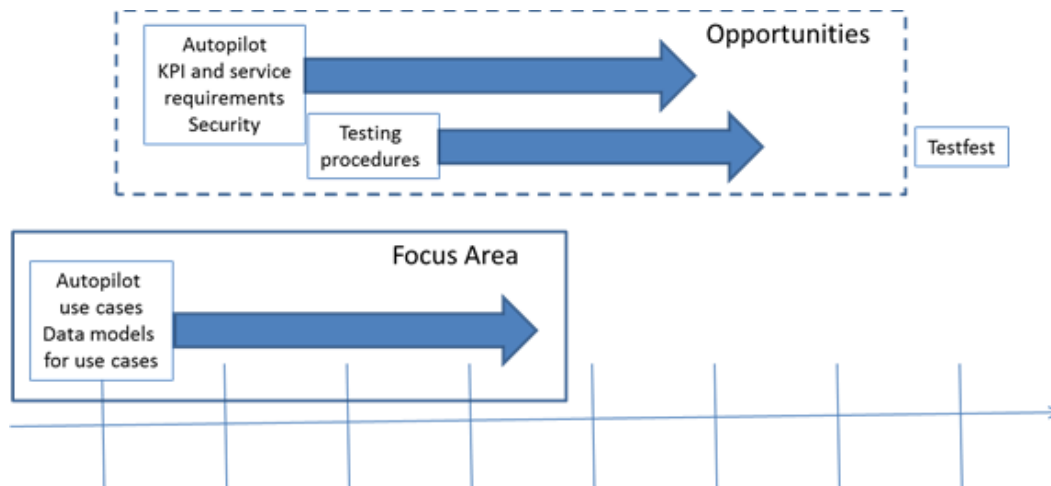 Opportunities
Autopilot
KPI and service
requirements
Security
Testing
procedures
Testfest
Focus Area
Autopilot
use cases
Data models
for use cases